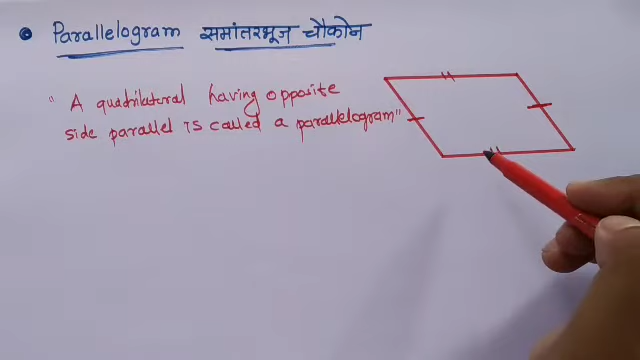 Parallelogram समांतरभूज चौकोन
" A quadrilateral having opposite
side parallel is called a parallelogram"